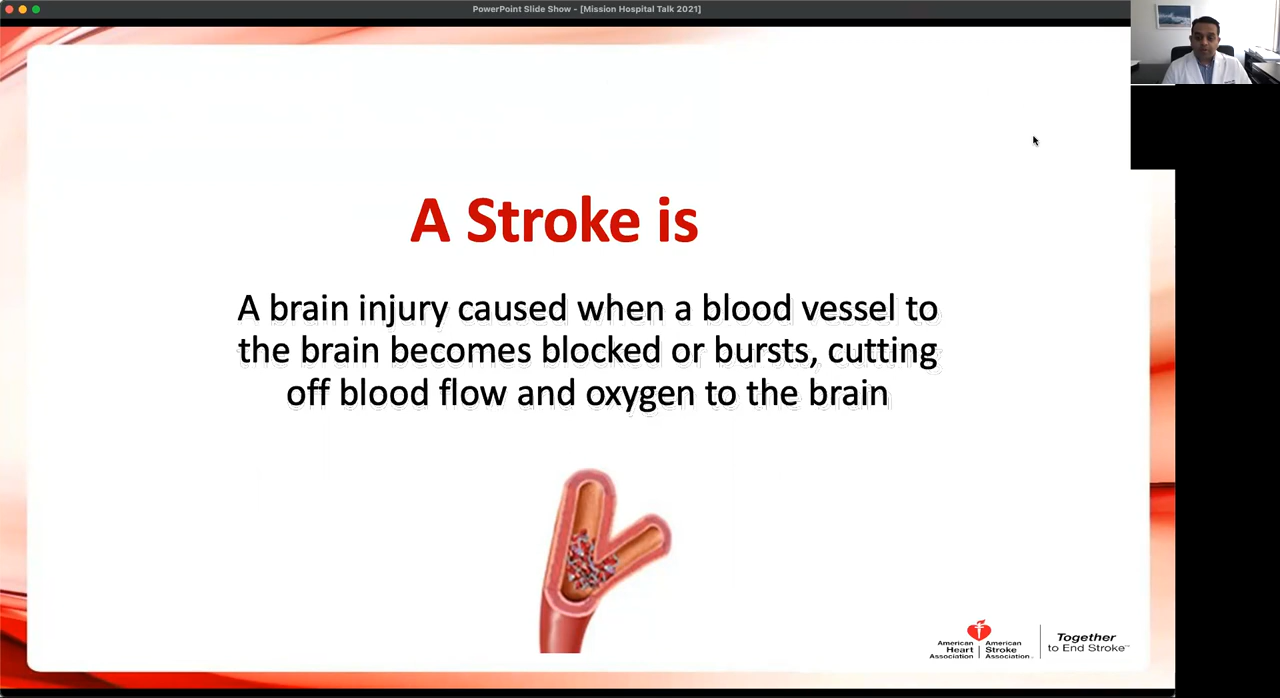 PowerPoint Slide Show - [Mission Hospital Talk 2021]
A Stroke is
A brain injury caused when a blood vessel to
the brain becomes blocked or bursts, cutting
off blood flow and oxygen to the brain
American Heart Association
American Stroke Association.
Together
to End Stroke™